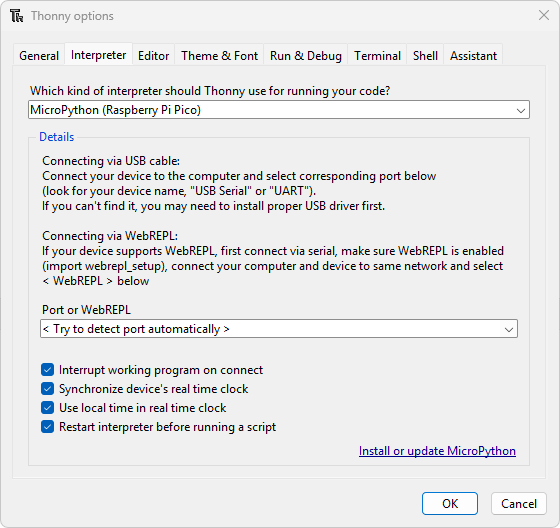 Thonny options
General Interpreter Editor Theme & Font Run & Debug Terminal Shell Assistant
Which kind of interpreter should Thonny use for running your code?
MicroPython (Raspberry Pi Pico)
Details
Connecting via USB cable:
Connect your device to the computer and select corresponding port below
(look for your device name, "USB Serial" or "UART").
If you can't find it, you may need to install proper USB driver first.
Connecting via WebREPL:
If your device supports WebREPL, first connect via serial, make sure WebREPL is enabled
(import webrepl_setup), connect your computer and device to same network and select
< WebREPL > below
Port or WebREPL
< Try to detect port automatically >
Interrupt working program on connect
Synchronize device's real time clock
Use local time in real time clock
Restart interpreter before running a script
Install or update MicroPython
OK Cancel